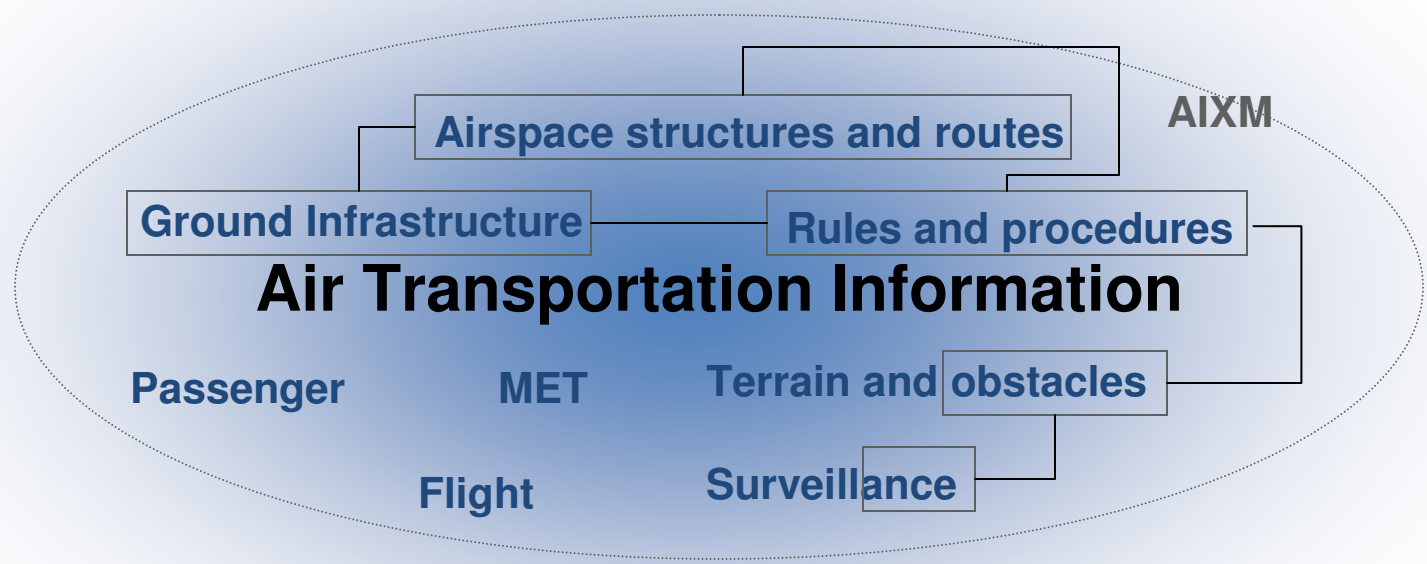 AIXM
Airspace structures and routes
Ground Infrastructure
Rules and procedures
Air Transportation Information
Passenger
MET
Terrain and obstacles
Flight
Surveillance